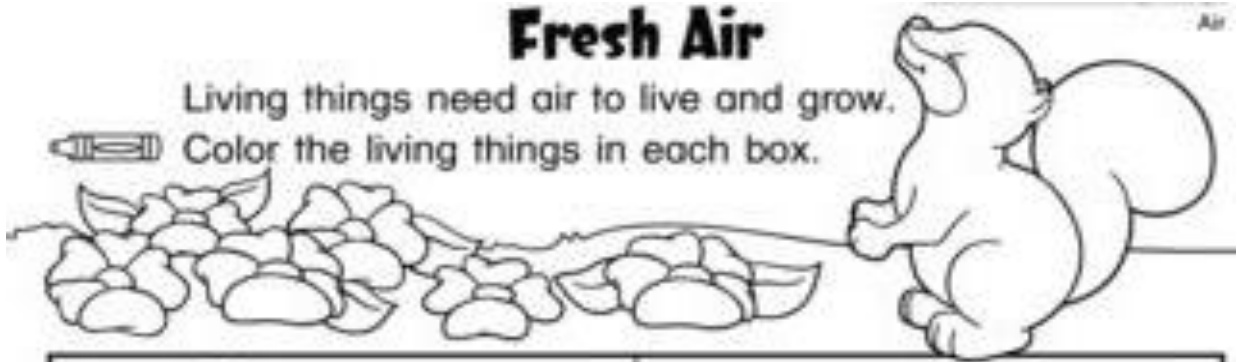 Fresh Air
Air
Living things need air to live and grow.
Color the living things in each box.